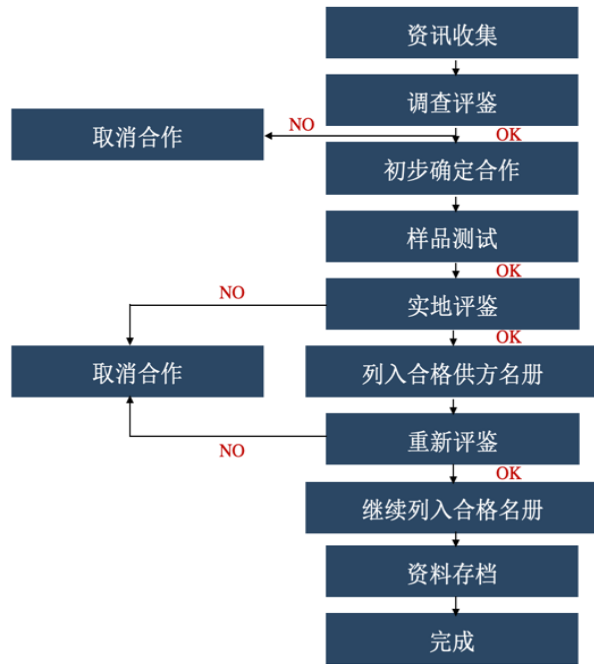 资讯收集
调查评鉴
取消合作
NO
OK
初步确定合作
样品测试
OK
实地评鉴
NO
OK
取消合作
列入合格供方名册
重新评鉴
NO
OK
继续列入合格名册
资料存档
完成